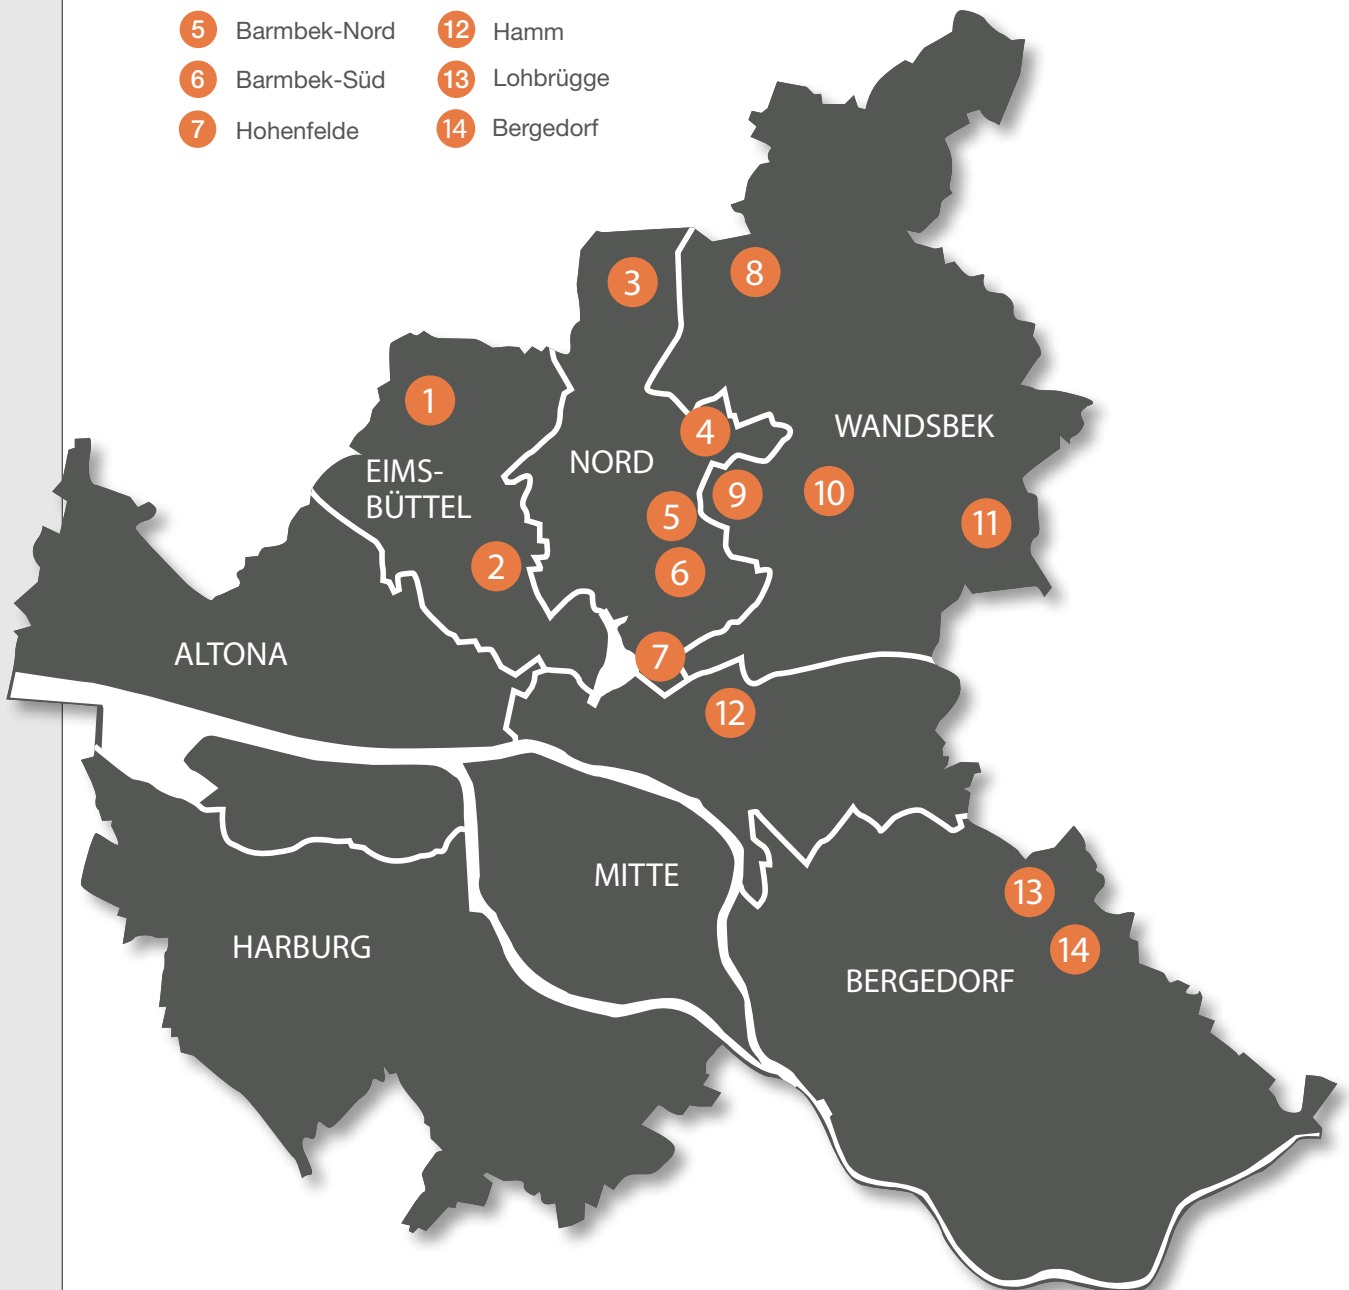 5 Barmbek-Nord 12 Hamm
6 Barmbek-Süd 13 Lohbrügge
7 Hohenfelde 14 Bergedorf
3
8
1
4
WANDSBEK
NORD
EIMS-
BÜTTEL
9
10
5
11
2
6
ALTONA
7
12
MITTE
13
HARBURG
14
BERGEDORF